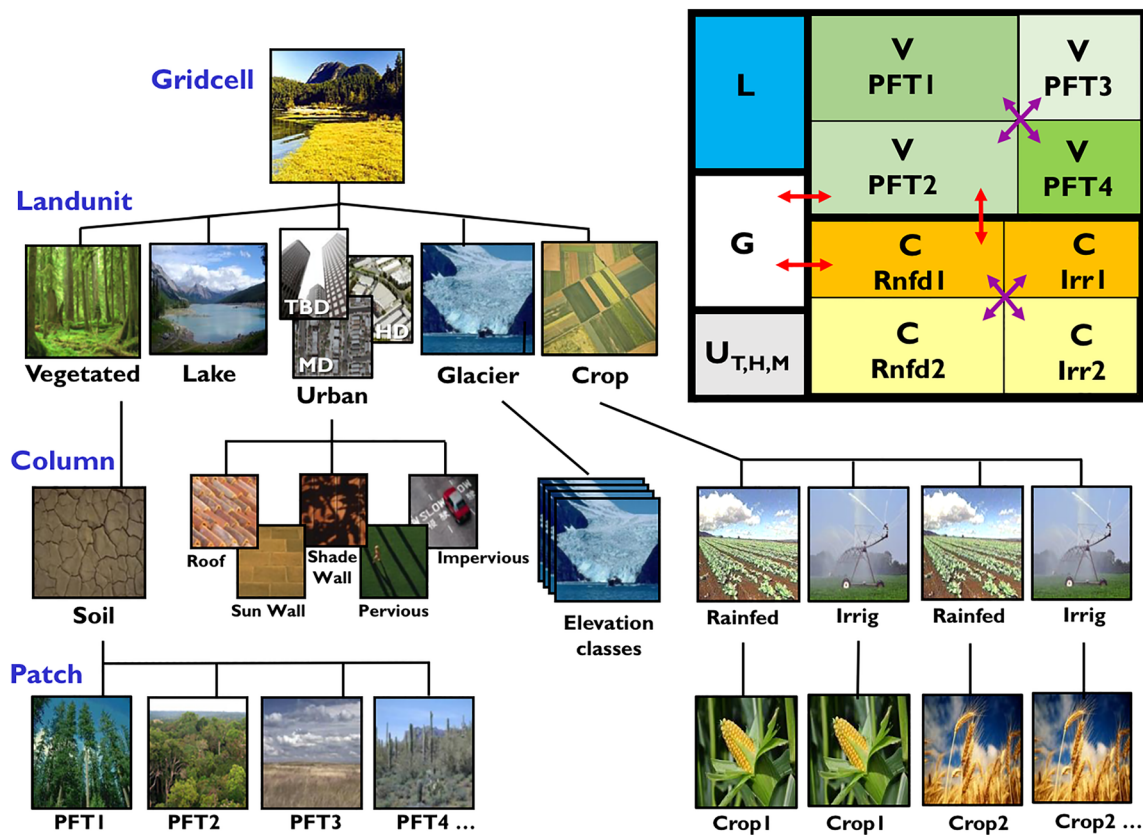 Gridcell
Landunit
TBD
HD
MD
Vegetated
Lake
Urban
Glacier
Crop
L
G
U T,H,M
V
PFT1
V
PFT3
V
PFT2
V
PFT4
C
Rnfd1
C
Irr1
C
Rnfd2
C
Irr2
Column
SLOW
Roof
Sun Wall
Shade
Wall
Pervious
Impervious
Soil
Elevation
classes
Rainfed
Irrig
Rainfed
Irrig
Patch
PFT1
PFT2
PFT3
PFT4 ...
Crop1
Crop1
Crop2
Crop2 ...